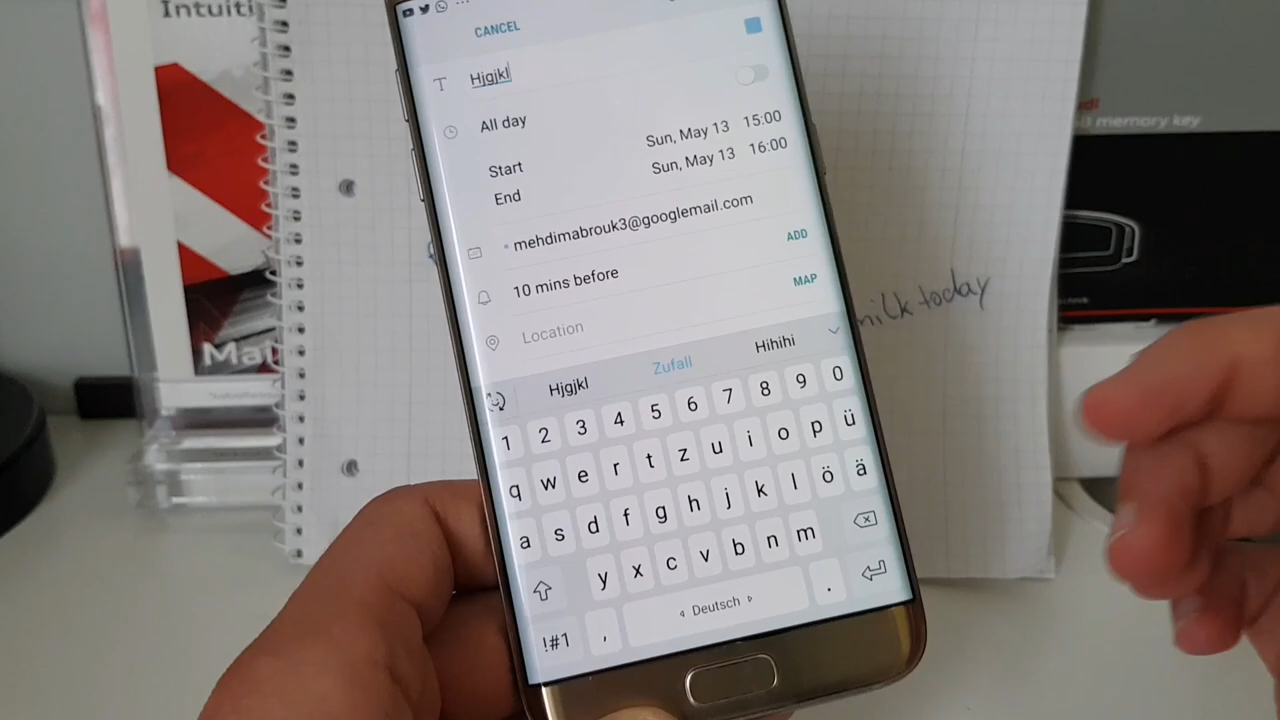 Intuiti
CANCEL
Hjgjkl
All day
Start Sun, May 13 15:00
End Sun, May 13 16:00
mehdimabrouk3@googlemail.com
10 mins before ADD
Location MAP
milk today
memory key
Hjgjkl Zufall Hihihi
1 2 3 4 5 6 7 8 9 0
q w e r t z u i o p ü
a s d f g h j k l ö ä
y x c v b n m
!#1 , Deutsch .